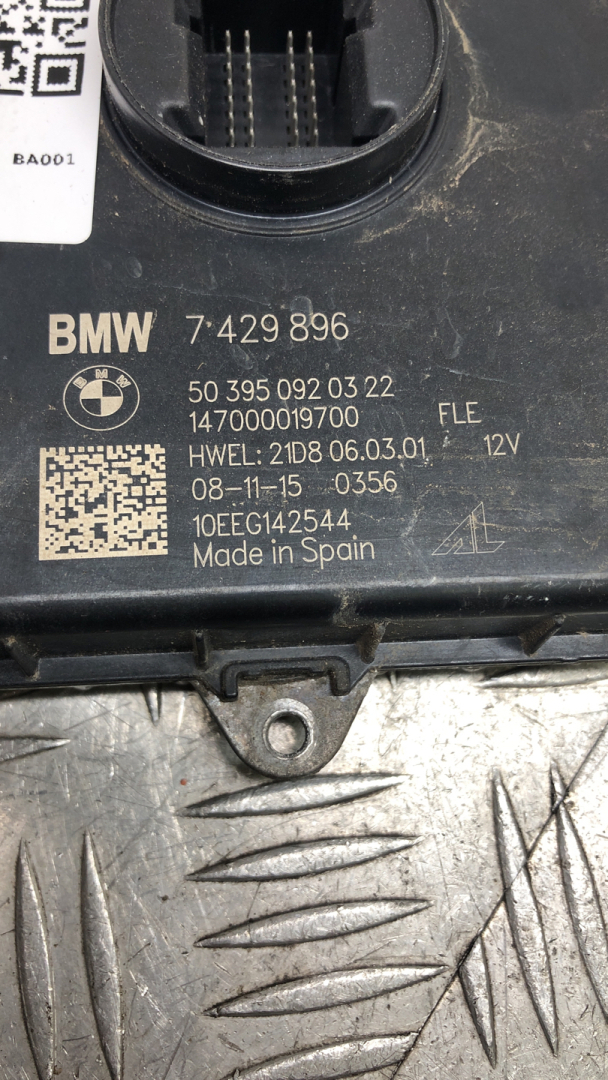 BA001
BMW 7 429 896
BMW
50 395 092 03 22
147000019700 FLE
HWEL: 21D8 06.03.01 12V
08-11-15 0356
10EEG142544
Made in Spain
AL